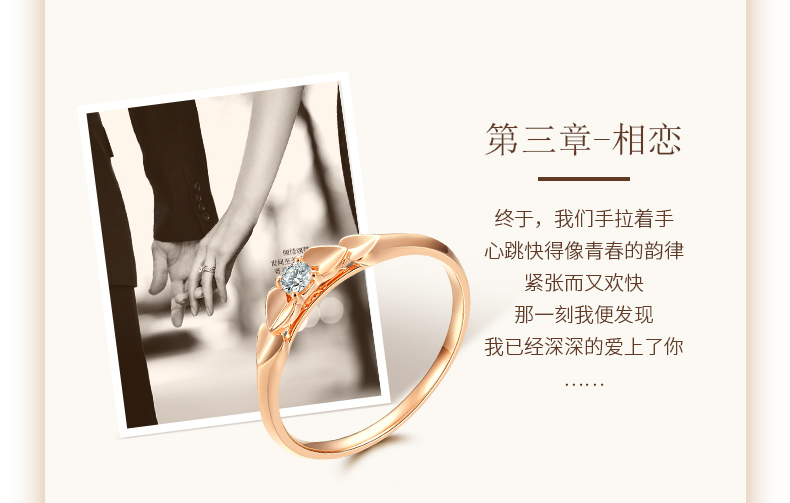 第三章-相恋
终于，我们手拉着手
心跳快得像青春的韵律
紧张而又欢快
那一刻我便发现
我已经深深的爱上了你
……